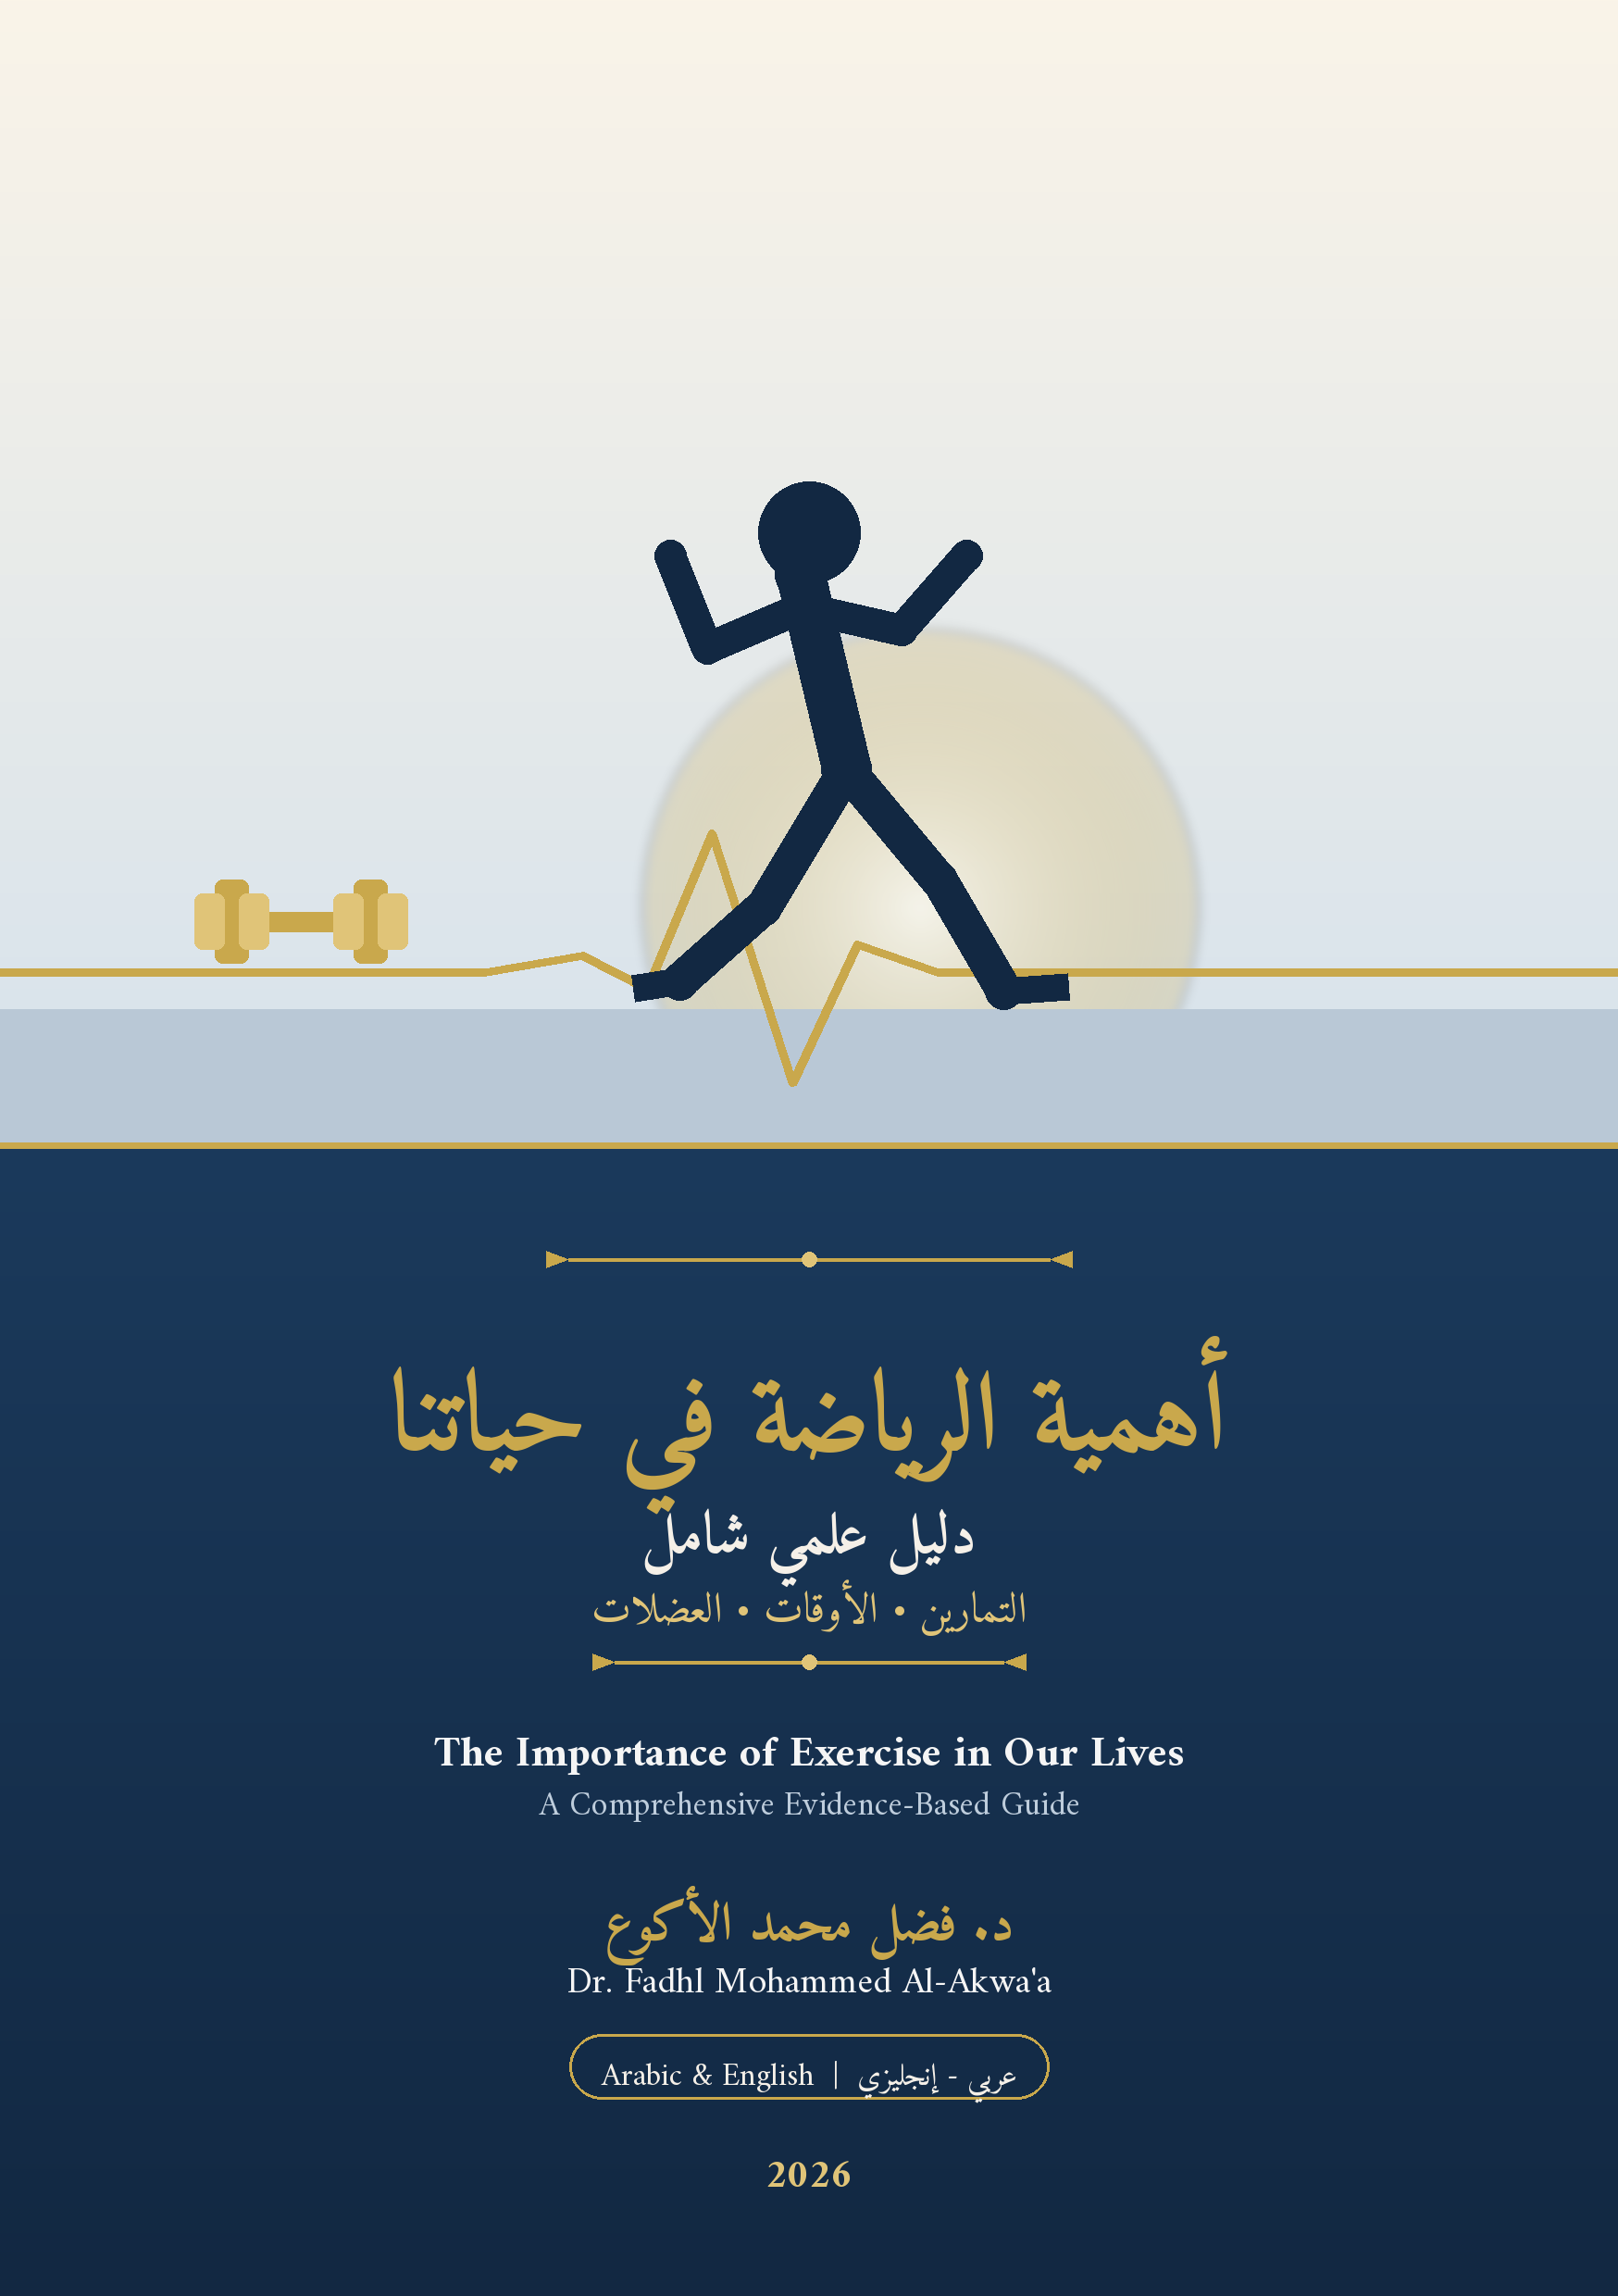 أهمية الرياضة في حياتنا
دليل علمي شامل
التمارين • الأوقات • العضلات
The Importance of Exercise in Our Lives
A Comprehensive Evidence-Based Guide
د. فضل محمد الأكوع
Dr. Fadhl Mohammed Al-Akwa'a
Arabic & English | عربي - إنجليزي
2026